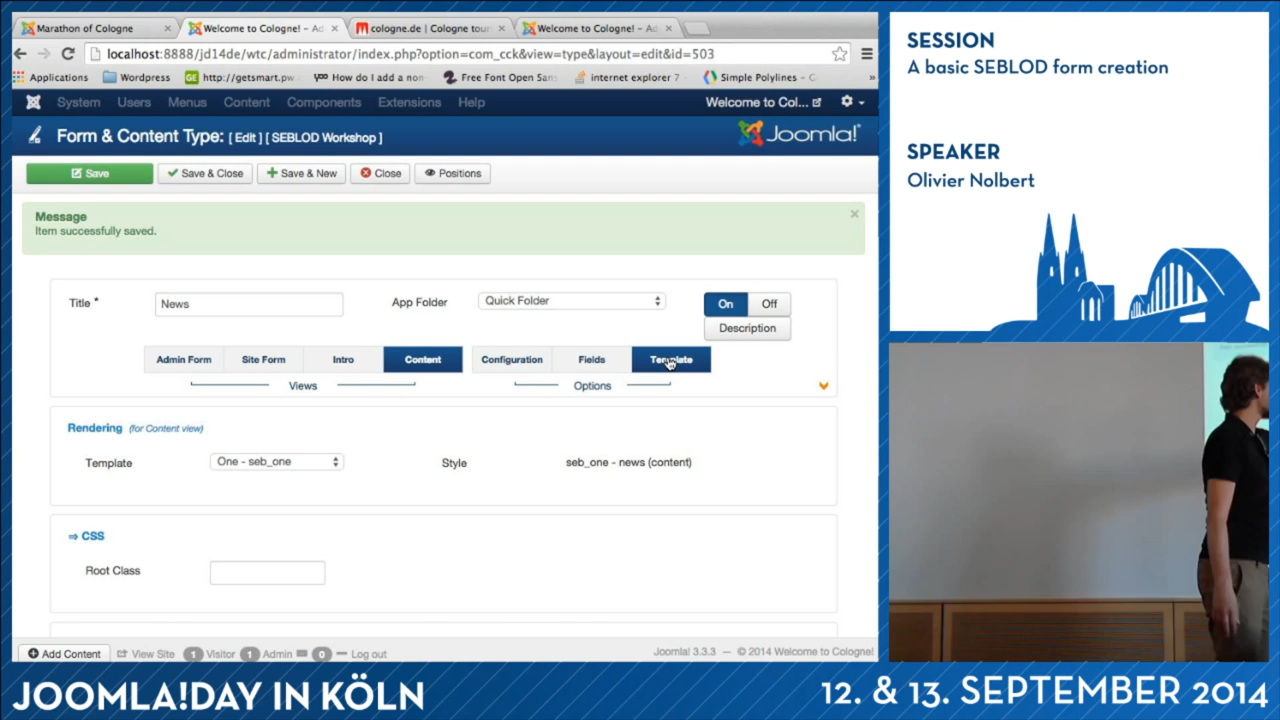 Marathon of Cologne
Welcome to Cologne! – Ad
cologne.de | Cologne tour
Welcome to Cologne! – Ad
localhost:8888/jd14de/wtc/administrator/index.php?option=com_cck&view=type&layout=edit&id=503
Applications
Wordpress
http://getsmart.pw
How do I add a non
Free Font Open San
internet explorer 7
Simple Polylines -
System Users Menus Content Components Extensions Help
Welcome to Col...
Form & Content Type: [ Edit ] [ SEBLOD Workshop ]
Joomla!
Save
Save & Close
Save & New
Close
Positions
Message
Item successfully saved.
Title *
News
App Folder
Quick Folder
On
Off
Description
Admin Form
Site Form
Intro
Content
Configuration
Fields
Template
Views
Options
Rendering (for Content view)
Template
One - seb_one
Style
seb_one - news (content)
⇒ CSS
Root Class
Add Content
View Site
1 Visitor
1 Admin
0
Log out
Joomla! 3.3.3 — © 2014 Welcome to Cologne!
SESSION
A basic SEBLOD form creation
SPEAKER
Olivier Nolbert
JOOMLA!DAY IN KÖLN
12. & 13. SEPTEMBER 2014